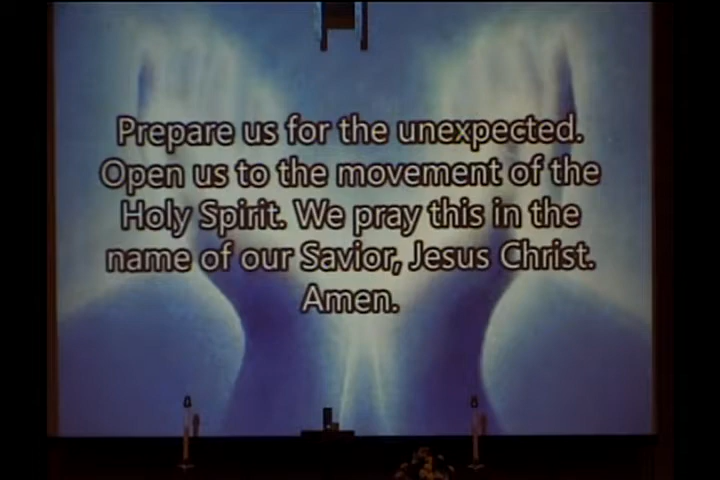 Prepare us for the unexpected.
Open us to the movement of the
Holy Spirit. We pray this in the
name of our Savior, Jesus Christ.
Amen.